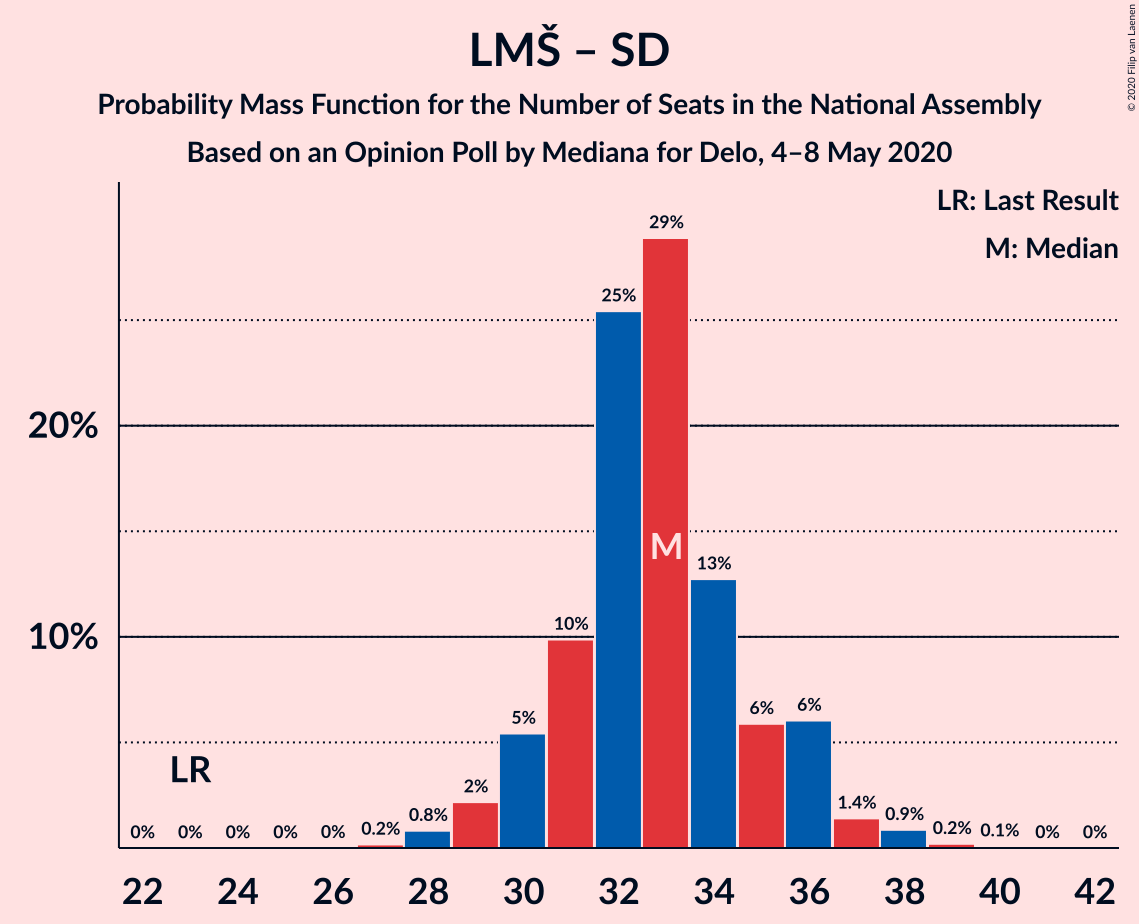 LMŠ – SD
Probability Mass Function for the Number of Seats in the National Assembly
Based on an Opinion Poll by Mediana for Delo, 4–8 May 2020
© 2020 Filip van Laenen
LR: Last Result
M: Median
20%
10%
LR
M
0%
0%
0%
0%
0%
0.2%
0.8%
2%
5%
10%
25%
29%
13%
6%
6%
1.4%
0.9%
0.2%
0.1%
0%
0%
22 24 26 28 30 32 34 36 38 40 42